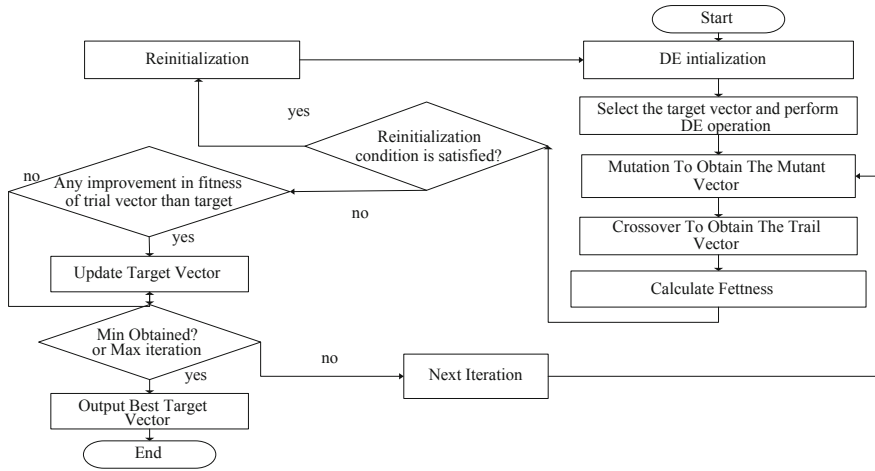 Start
DE intialization
Select the target vector and perform
DE operation
Mutation To Obtain The Mutant
Vector
Crossover To Obtain The Trail
Vector
Calculate Fettness
Reinitialization
condition is satisfied?
yes
Reinitialization
no
Any improvement in fitness
of trial vector than target
no
yes
Update Target Vector
Min Obtained?
or Max iteration
no
Next Iteration
yes
Output Best Target
Vector
End